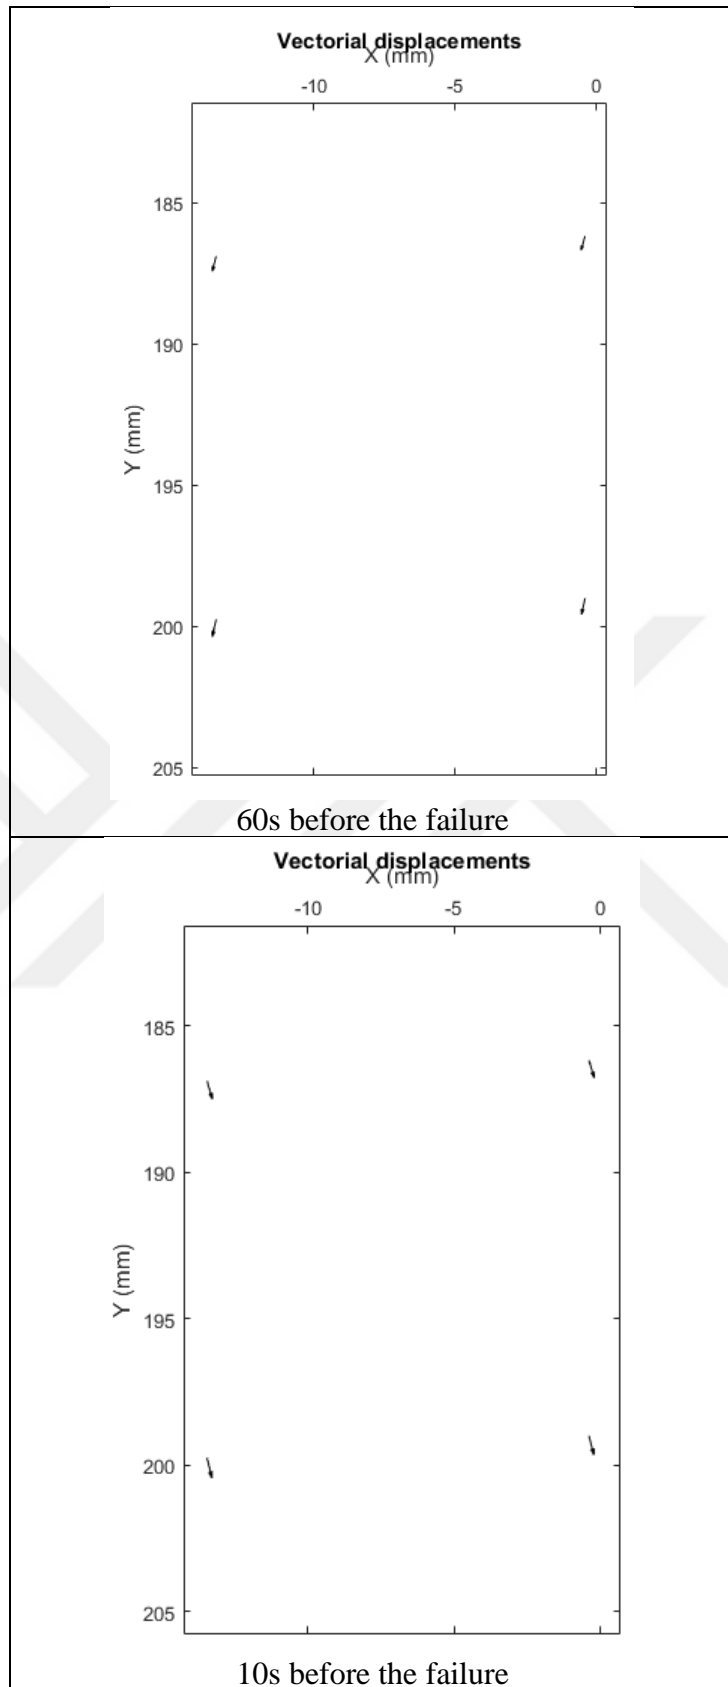 Vectorial displacements
X (mm)
-10 -5 0
185
190
Y (mm)
195
200
205
60s before the failure
Vectorial displacements
X (mm)
-10 -5 0
185
190
Y (mm)
195
200
205
10s before the failure